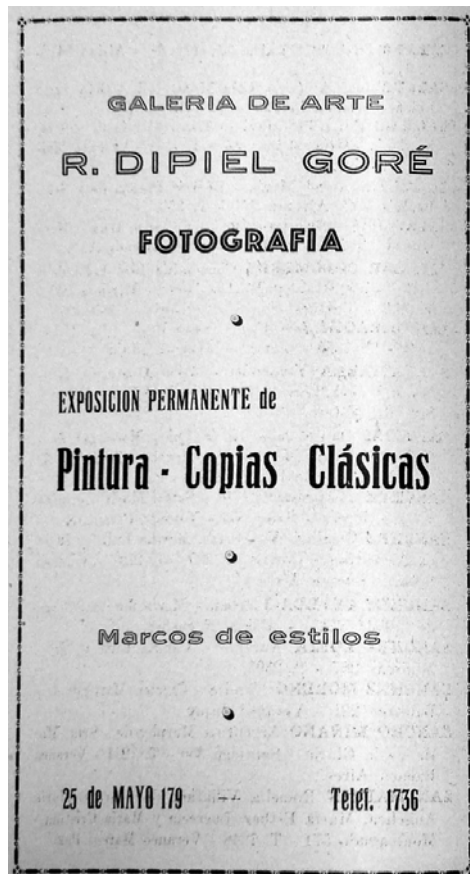 GALERIA DE ARTE
R. DIPIEL GORÉ
FOTOGRAFIA
EXPOSICION PERMANENTE de
Pintura - Copias Clásicas
Marcos de estilos
25 de MAYO 179 -- Teléf. 1736